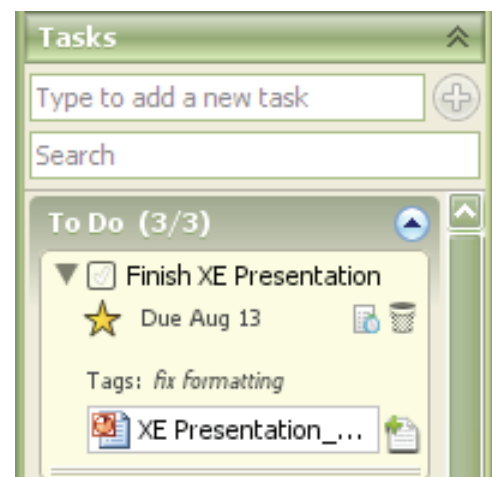 Tasks
Type to add a new task
Search
To Do (3/3)
Finish XE Presentation
Due Aug 13
Tags: fix formatting
XE Presentation_...